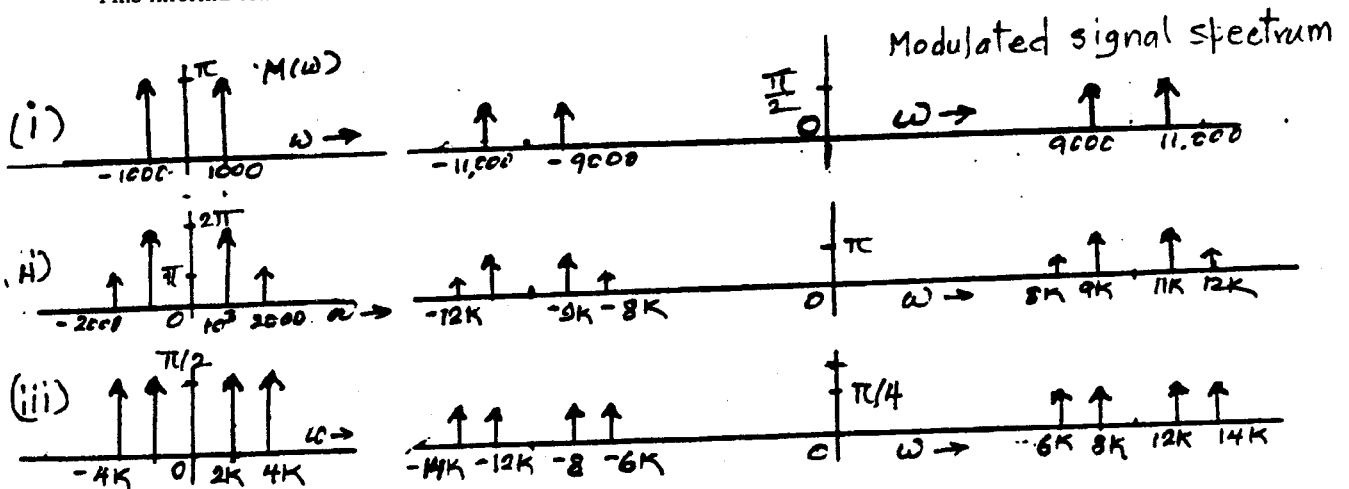 Modulated signal spectrum
(i) π M(ω) ω → -1000 1000 -11,000 -9000 π/2 0 ω → 9000 11,000
ii) 2π π -2000 0 10³ 2000 ω → -12K -9K -8K π 0 ω → 8K 9K 11K 12K
(iii) π/2 -4K 0 2K 4K ω → -14K -12K -8 -6K π/4 0 ω → 6K 8K 12K 14K